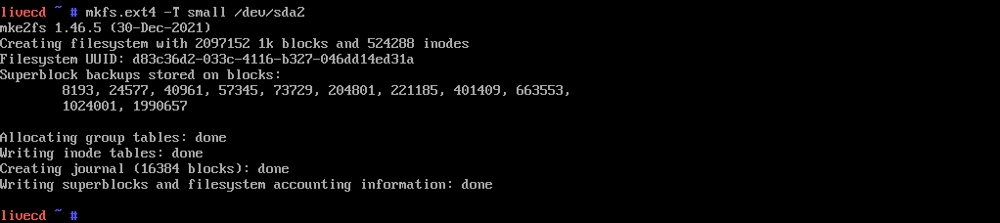 livecd ~ # mkfs.ext4 -T small /dev/sda2
mke2fs 1.46.5 (30-Dec-2021)
Creating filesystem with 2097152 1k blocks and 524288 inodes
Filesystem UUID: d83c36d2-033c-4116-b327-046dd14ed31a
Superblock backups stored on blocks:
        8193, 24577, 40961, 57345, 73729, 204801, 221185, 401409, 663553,
        1024001, 1990657

Allocating group tables: done
Writing inode tables: done
Creating journal (16384 blocks): done
Writing superblocks and filesystem accounting information: done

livecd ~ #